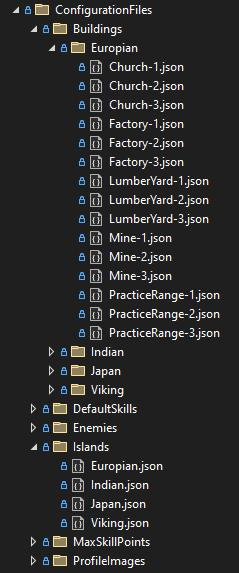 ConfigurationFiles
Buildings
Europian
Church-1.json
Church-2.json
Church-3.json
Factory-1.json
Factory-2.json
Factory-3.json
LumberYard-1.json
LumberYard-2.json
LumberYard-3.json
Mine-1.json
Mine-2.json
Mine-3.json
PracticeRange-1.json
PracticeRange-2.json
PracticeRange-3.json
Indian
Japan
Viking
DefaultSkills
Enemies
Islands
Europian.json
Indian.json
Japan.json
Viking.json
MaxSkillPoints
ProfileImages